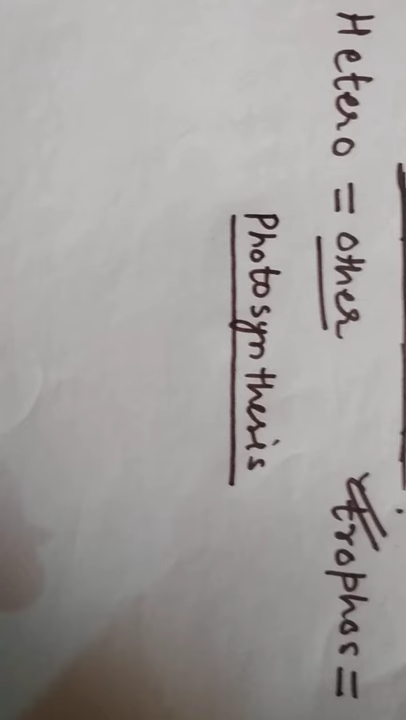 Hetero = other trophos =
Photosynthesis